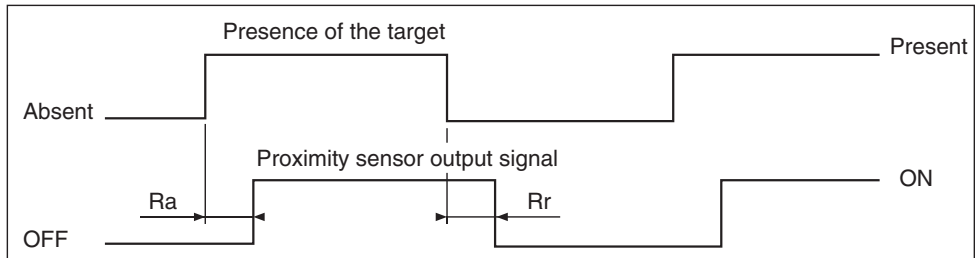 Presence of the target
Present
Absent
Proximity sensor output signal
ON
Ra
Rr
OFF